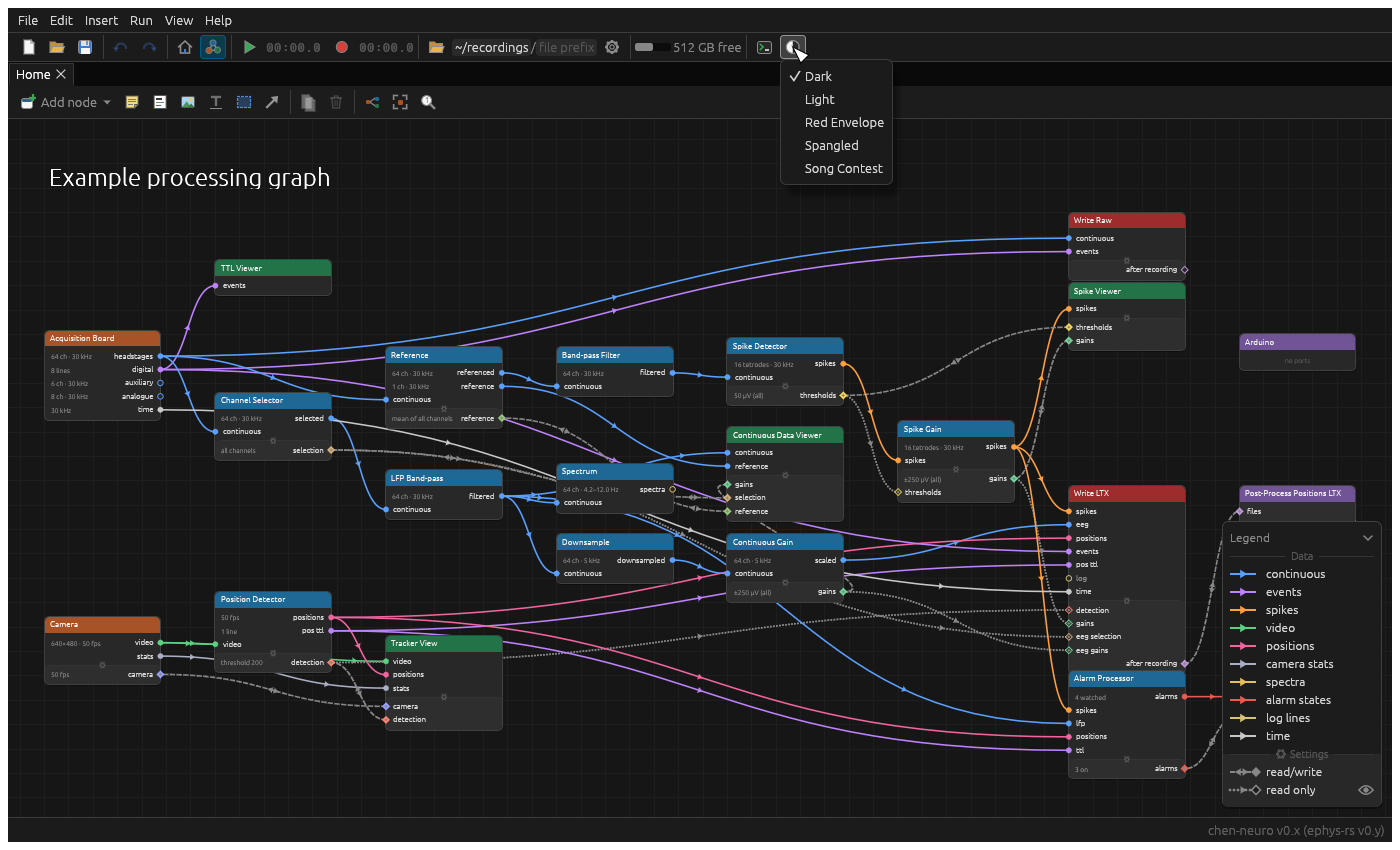 File Edit Insert Run View Help
00:00.0 00:00.0 ~/recordings/file prefix 512 GB free
Home
Dark
Light
Red Envelope
Spangled
Song Contest
Add node
Example processing graph
TTL Viewer
events
Acquisition Board
64 ch · 30 kHz headstages
8 lines digital
6 ch · 30 kHz auxiliary
8 ch · 30 kHz analogue
30 kHz time
Channel Selector
64 ch · 30 kHz selected
continuous
all channels selection
Reference
64 ch · 30 kHz referenced
1 ch · 30 kHz reference
continuous
mean of all channels reference
LFP Band-pass
64 ch · 30 kHz filtered
continuous
Band-pass Filter
64 ch · 30 kHz filtered
continuous
Spectrum
64 ch · 4.2–12.0 Hz spectra
continuous
Downsample
64 ch · 5 kHz downsampled
continuous
Spike Detector
16 tetrodes · 30 kHz spikes
continuous
50 µV (all) thresholds
Continuous Data Viewer
continuous
reference
gains
selection
reference
Continuous Gain
64 ch · 5 kHz scaled
continuous
±250 µV (all) gains
Spike Gain
16 tetrodes · 30 kHz spikes
spikes
±250 µV (all) gains
thresholds
Write Raw
continuous
events
after recording
Spike Viewer
spikes
thresholds
gains
Write LTX
spikes
eeg
positions
events
pos ttl
log
time
detection
gains
eeg selection
eeg gains
after recording
Alarm Processor
4 watched alarms
spikes
lfp
positions
ttl
3 on alarms
Arduino
no ports
Post-Process Positions LTX
files
Camera
640×480 · 50 fps video
stats
50 fps camera
Position Detector
50 fps positions
1 line pos ttl
video
threshold 200 detection
Tracker View
video
positions
stats
camera
detection
Legend
Data
continuous
events
spikes
video
positions
camera stats
spectra
alarm states
log lines
time
Settings
read/write
read only
chen-neuro v0.x (ephys-rs v0.y)